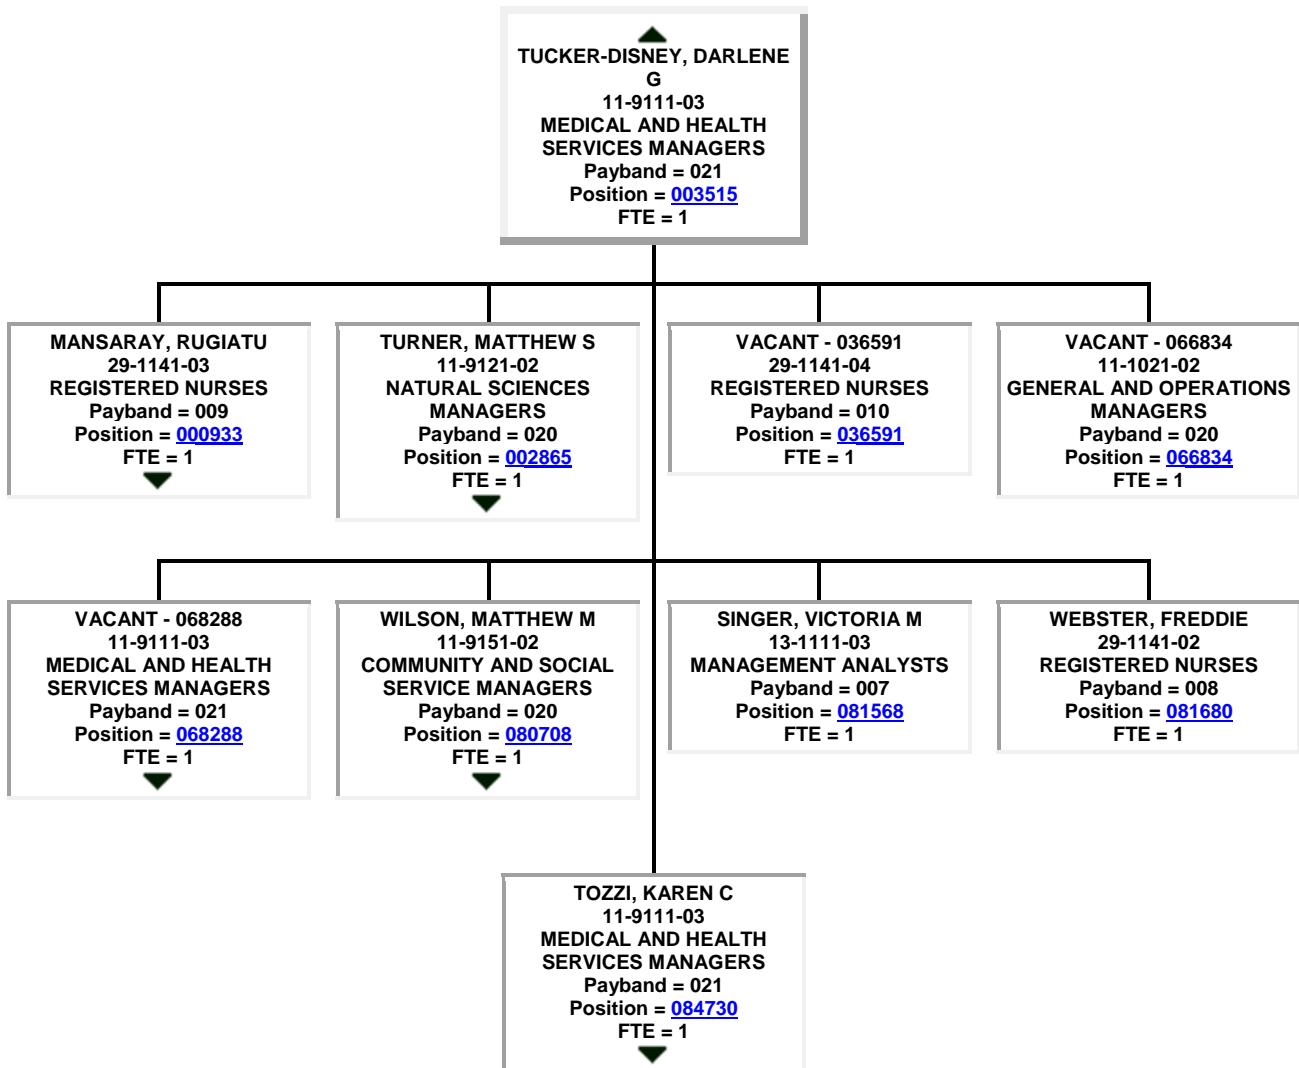 TUCKER-DISNEY, DARLENE
G
11-9111-03
MEDICAL AND HEALTH
SERVICES MANAGERS
Payband = 021
Position = 003515
FTE = 1
MANSARAY, RUGIATU
29-1141-03
REGISTERED NURSES
Payband = 009
Position = 000933
FTE = 1
TURNER, MATTHEW S
11-9121-02
NATURAL SCIENCES
MANAGERS
Payband = 020
Position = 002865
FTE = 1
VACANT - 036591
29-1141-04
REGISTERED NURSES
Payband = 010
Position = 036591
FTE = 1
VACANT - 066834
11-1021-02
GENERAL AND OPERATIONS
MANAGERS
Payband = 020
Position = 066834
FTE = 1
VACANT - 068288
11-9111-03
MEDICAL AND HEALTH
SERVICES MANAGERS
Payband = 021
Position = 068288
FTE = 1
WILSON, MATTHEW M
11-9151-02
COMMUNITY AND SOCIAL
SERVICE MANAGERS
Payband = 020
Position = 080708
FTE = 1
SINGER, VICTORIA M
13-1111-03
MANAGEMENT ANALYSTS
Payband = 007
Position = 081568
FTE = 1
WEBSTER, FREDDIE
29-1141-02
REGISTERED NURSES
Payband = 008
Position = 081680
FTE = 1
TOZZI, KAREN C
11-9111-03
MEDICAL AND HEALTH
SERVICES MANAGERS
Payband = 021
Position = 084730
FTE = 1